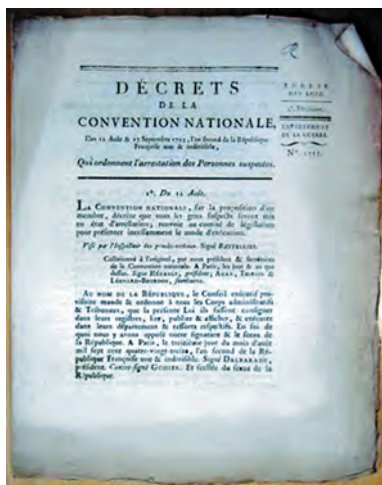 DÉCRETS
DE LA
CONVENTION NATIONALE,
Des 12 Août & 17 Septembre 1793, l'an second de la République
Françoise une & indivisible,
Qui ordonnent l'arrestation des Personnes suspectes.
DES LOIS.
DÉPARTEMENT
DE LA GUERRE.
1°. Du 12 Août.
LA CONVENTION NATIONALE, sur la proposition d'un
membre, décrète que tous les gens suspects seront mis
en état d'arrestation; renvoie au comité de législation
pour présenter incessamment le mode d'exécution.
Visé par l'Inspecteur des procès-verbaux. Signé BATTELLIER.
Collationné à l'original, par nous président & secrétaires
de la Convention nationale. A Paris, les jour & an que
dessus. Signé HÉRAULT, président; AMAR,
LÉONARD-BOURDON, secrétaires.
AU NOM DE LA RÉPUBLIQUE, le Conseil exécutif pro-
visoire mande & ordonne à tous les Corps administratifs
& Tribunaux, que la présente Loi ils fassent consigner
dans leurs registres, lire, publier & afficher, & exécuter
dans leurs départemens & ressorts respectifs. En foi de
quoi nous y avons apposé notre signature & le sceau de
la République. A Paris, le treizième jour du mois d'août
mil sept cent quatre-vingt-treize, l'an second de la Ré-
publique Françoise une & indivisible. Signé DALBARADE,
président. Contre-signé GOHIER. Et scellée du sceau de la
République.